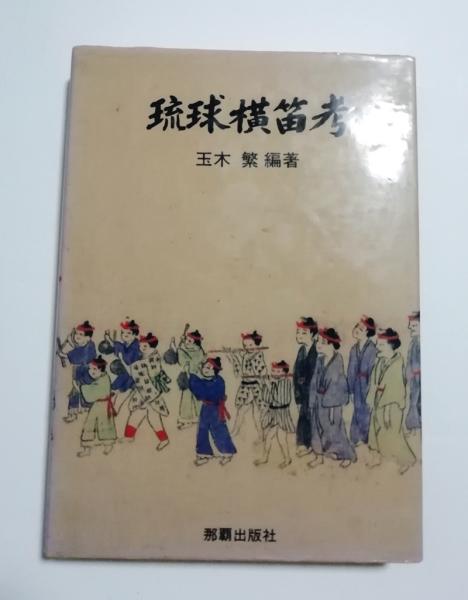 琉球横笛考
玉木 繁 編著
那覇出版社